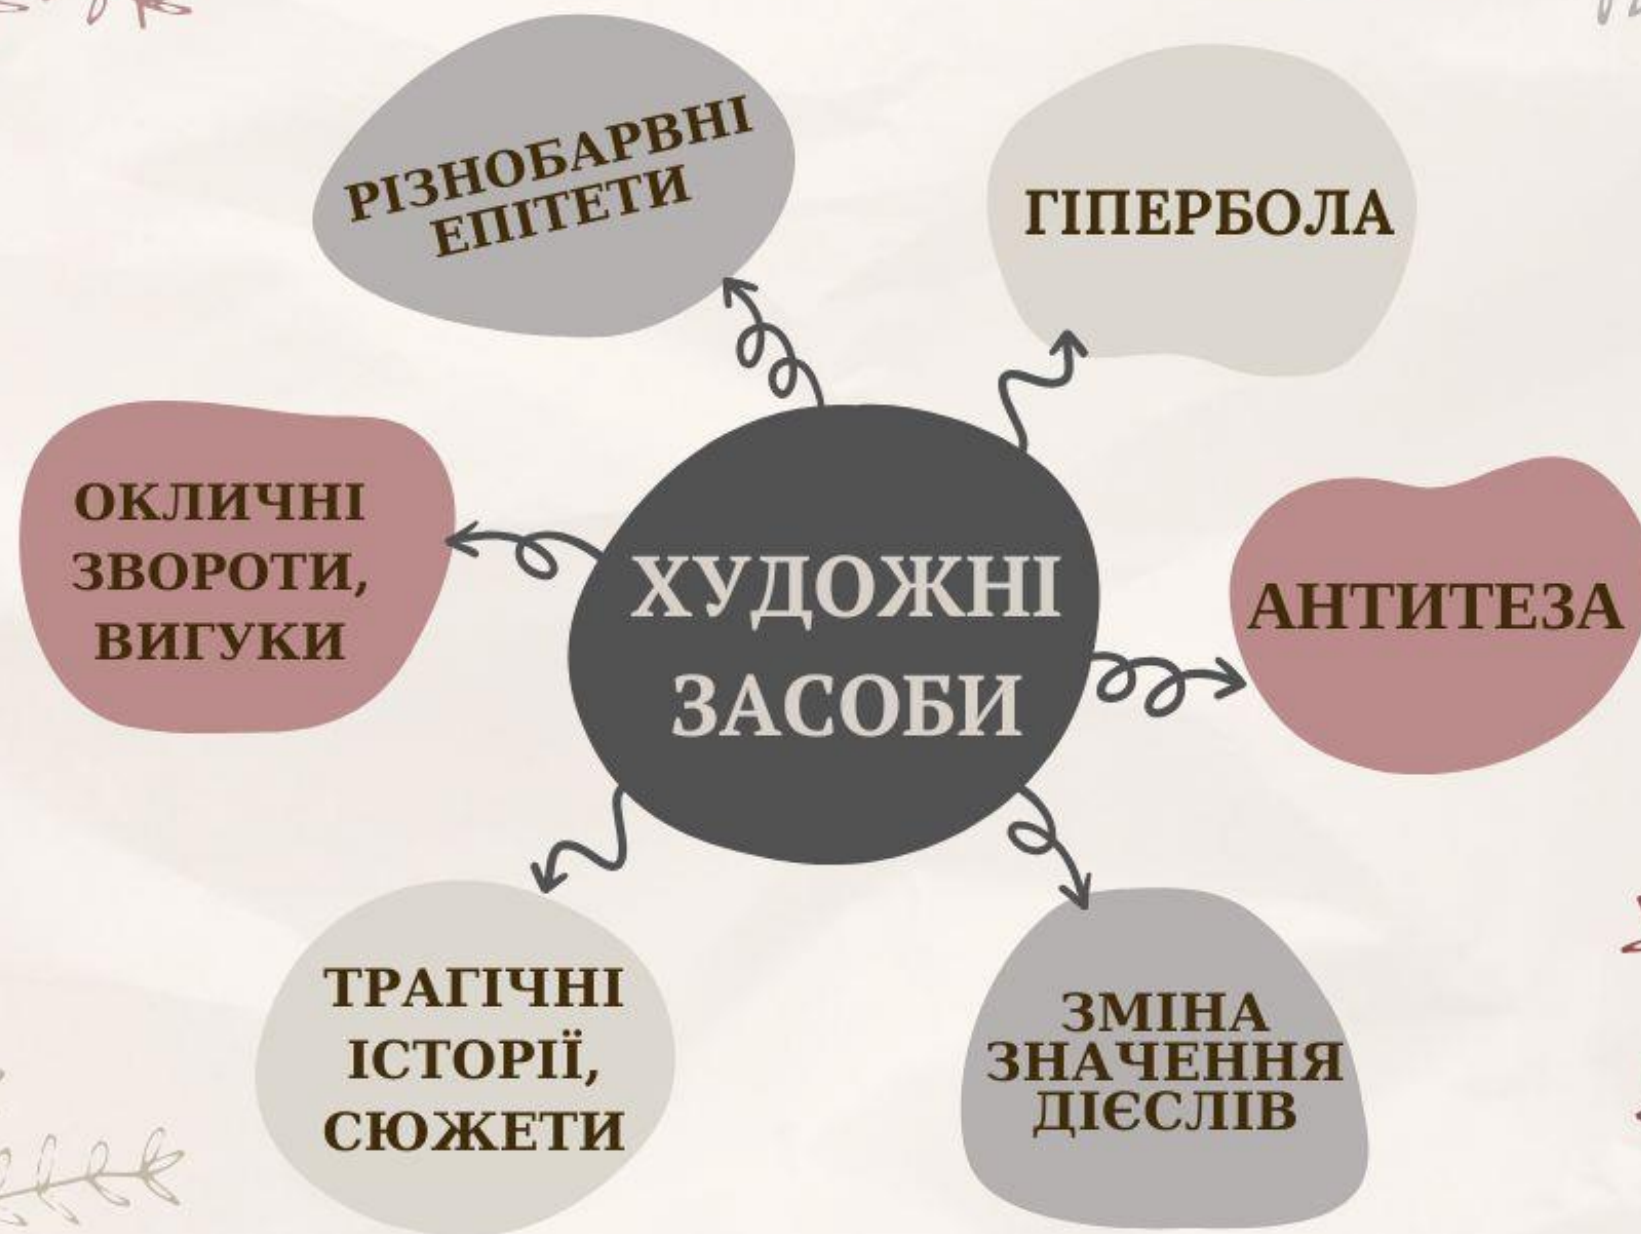 РІЗНОБАРВНІ
ЕПІТЕТИ
ГІПЕРБОЛА
ОКЛИЧНІ
ЗВОРОТИ,
ВИГУКИ
ХУДОЖНІ
ЗАСОБИ
АНТИТЕЗА
ТРАГІЧНІ
ІСТОРІЇ,
СЮЖЕТИ
ЗМІНА
ЗНАЧЕННЯ
ДІЄСЛІВ